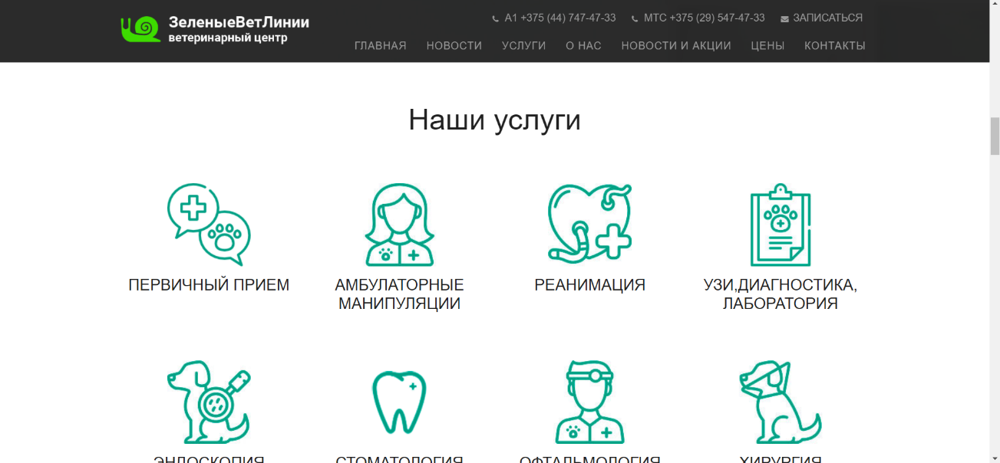 ЗеленыеВетЛинии
ветеринарный центр
А1 +375 (44) 747-47-33 МТС +375 (29) 547-47-33 ЗАПИСАТЬСЯ
ГЛАВНАЯ НОВОСТИ УСЛУГИ О НАС НОВОСТИ И АКЦИИ ЦЕНЫ КОНТАКТЫ
Наши услуги
ПЕРВИЧНЫЙ ПРИЕМ
АМБУЛАТОРНЫЕ
МАНИПУЛЯЦИИ
РЕАНИМАЦИЯ
УЗИ,ДИАГНОСТИКА,
ЛАБОРАТОРИЯ
ЭНДОСКОПИЯ
СТОМАТОЛОГИЯ
ОФТАЛЬМОЛОГИЯ
ХИРУРГИЯ